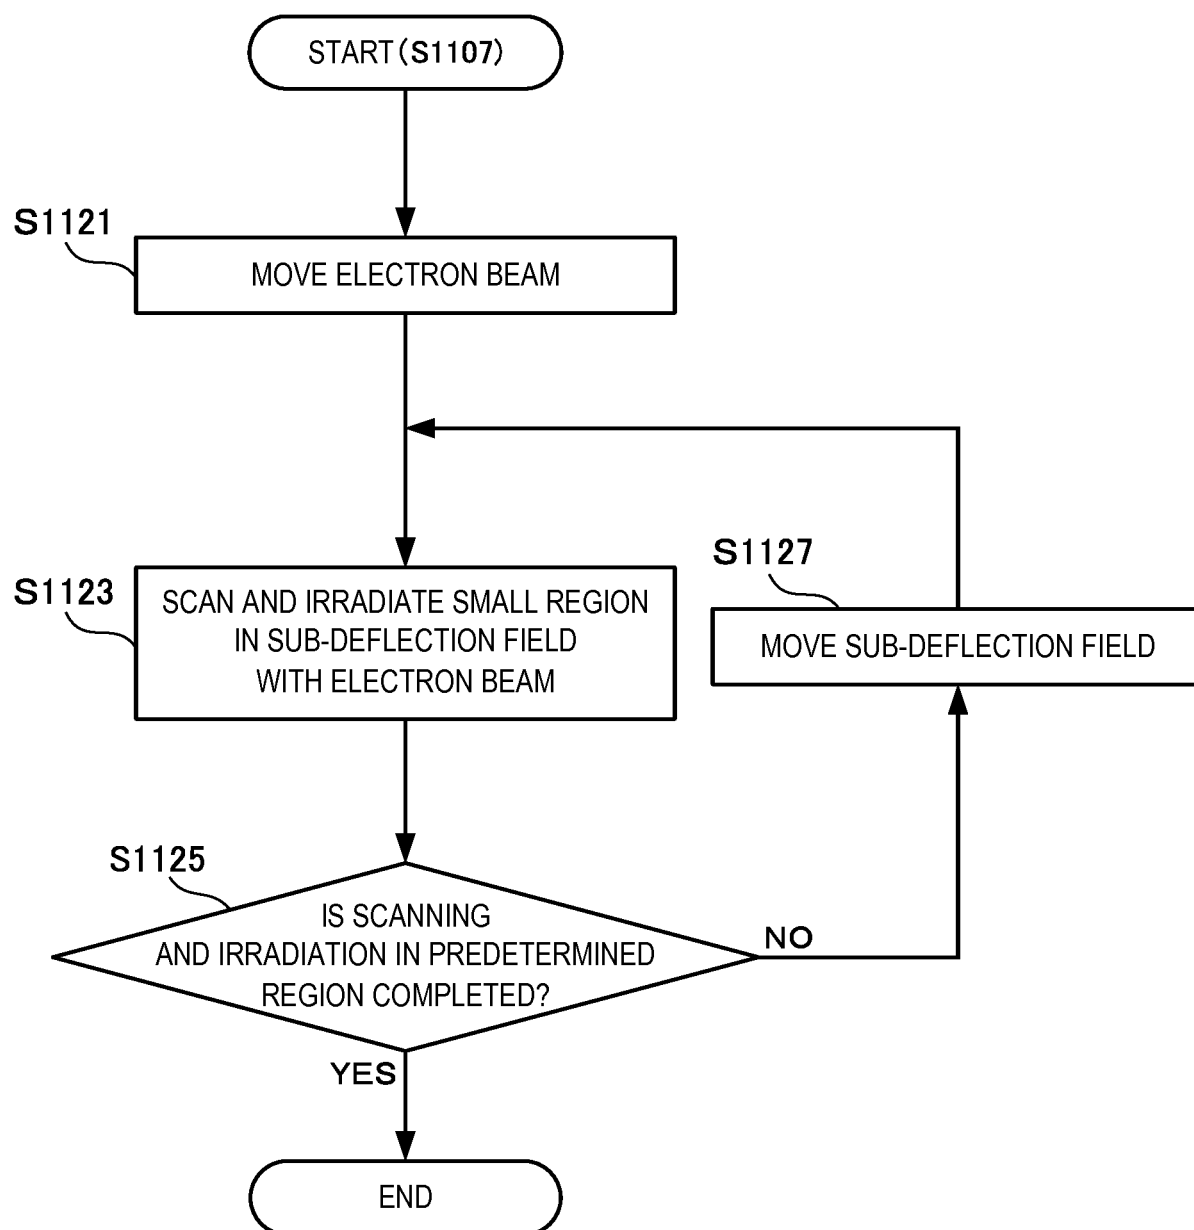 START (S1107)
S1121
MOVE ELECTRON BEAM
S1123
SCAN AND IRRADIATE SMALL REGION
IN SUB-DEFLECTION FIELD
WITH ELECTRON BEAM
S1127
MOVE SUB-DEFLECTION FIELD
S1125
IS SCANNING
AND IRRADIATION IN PREDETERMINED
REGION COMPLETED?
NO
YES
END